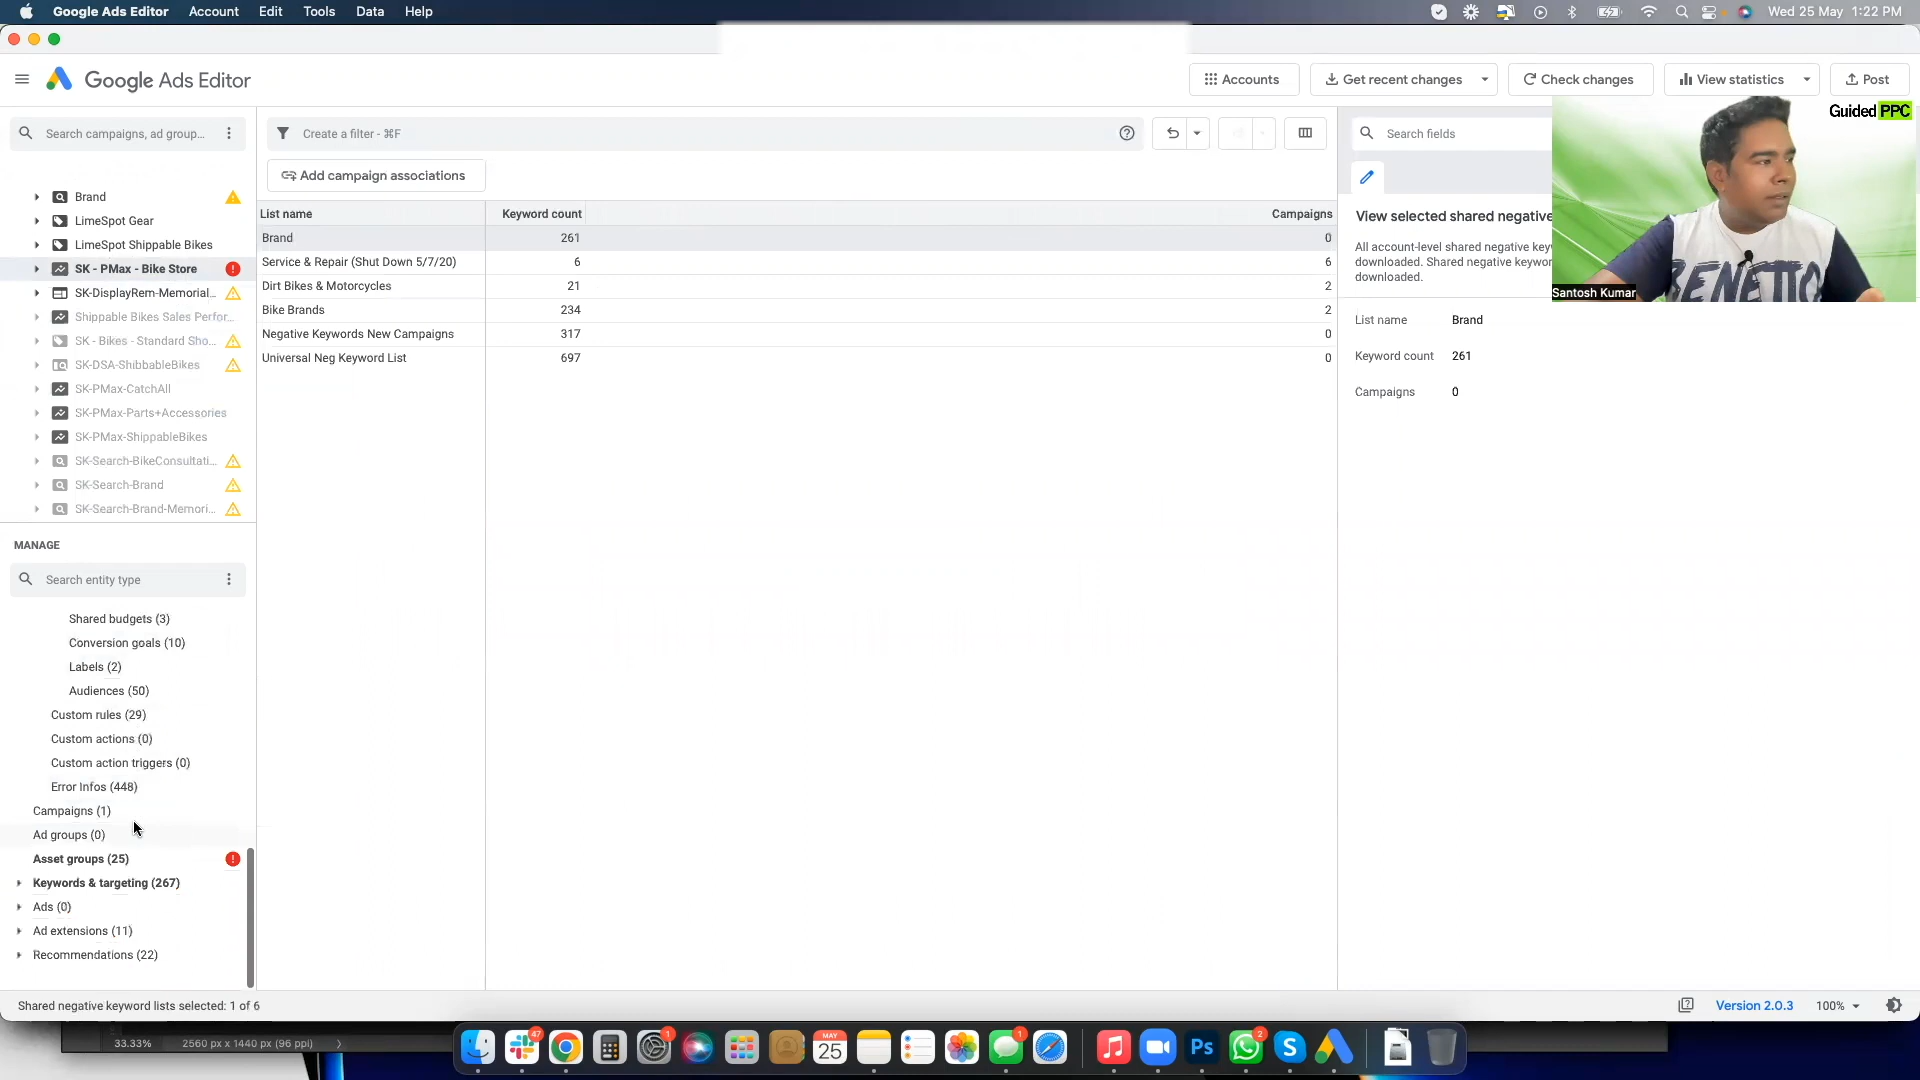 Google Ads Editor Account Edit Tools Data Help
Wed 25 May 1:22 PM
Google Ads Editor
Accounts
Get recent changes
Check changes
View statistics
Post
Search campaigns, ad group...
Create a filter - ⌘F
Search fields
Guided PPC
Add campaign associations
Brand
LimeSpot Gear
LimeSpot Shippable Bikes
SK - PMax - Bike Store
SK-DisplayRem-Memorial...
Shippable Bikes Sales Perfor...
SK - Bikes - Standard Sho...
SK-DSA-ShibbableBikes
SK-PMax-CatchAll
SK-PMax-Parts+Accessories
SK-PMax-ShippableBikes
SK-Search-BikeConsultati...
SK-Search-Brand
SK-Search-Brand-Memori...
List name Keyword count Campaigns
Brand 261 0
Service & Repair (Shut Down 5/7/20) 6 6
Dirt Bikes & Motorcycles 21 2
Bike Brands 234 2
Negative Keywords New Campaigns 317 0
Universal Neg Keyword List 697 0
View selected shared negative
All account-level shared negative key
downloaded. Shared negative keywor
downloaded.
BENETTO
Santosh Kumar
List name Brand
Keyword count 261
Campaigns 0
MANAGE
Search entity type
Shared budgets (3)
Conversion goals (10)
Labels (2)
Audiences (50)
Custom rules (29)
Custom actions (0)
Custom action triggers (0)
Error Infos (448)
Campaigns (1)
Ad groups (0)
Asset groups (25)
Keywords & targeting (267)
Ads (0)
Ad extensions (11)
Recommendations (22)
Shared negative keyword lists selected: 1 of 6
Version 2.0.3
100%
33.33% 2560 px x 1440 px (96 ppi)
47
1
MAY
25
1
Ps
2